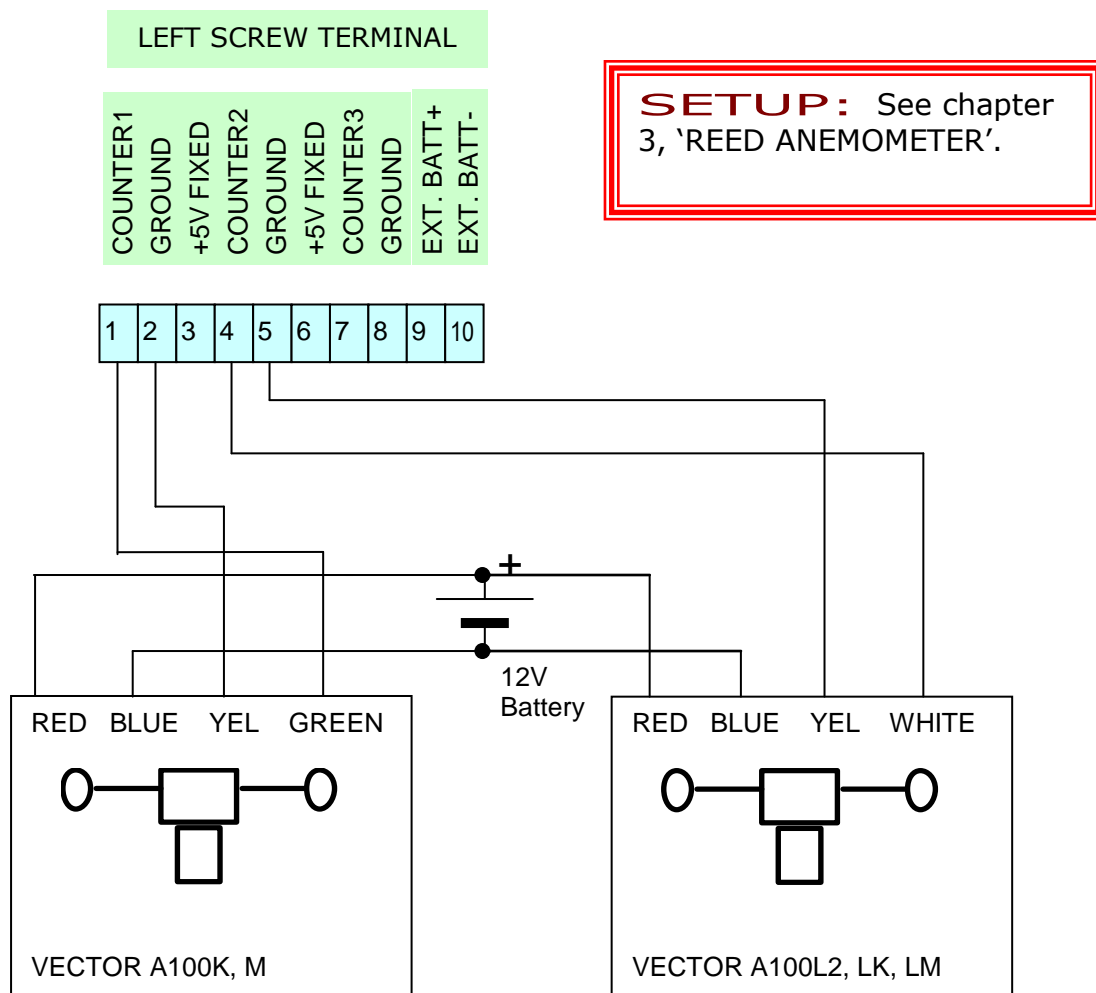 LEFT SCREW TERMINAL
SETUP: See chapter
3, ‘REED ANEMOMETER’.
COUNTER1
GROUND
+5V FIXED
COUNTER2
GROUND
+5V FIXED
COUNTER3
GROUND
EXT. BATT+
EXT. BATT-
1 2 3 4 5 6 7 8 9 10
+
12V
Battery
RED BLUE YEL GREEN
RED BLUE YEL WHITE
VECTOR A100K, M
VECTOR A100L2, LK, LM